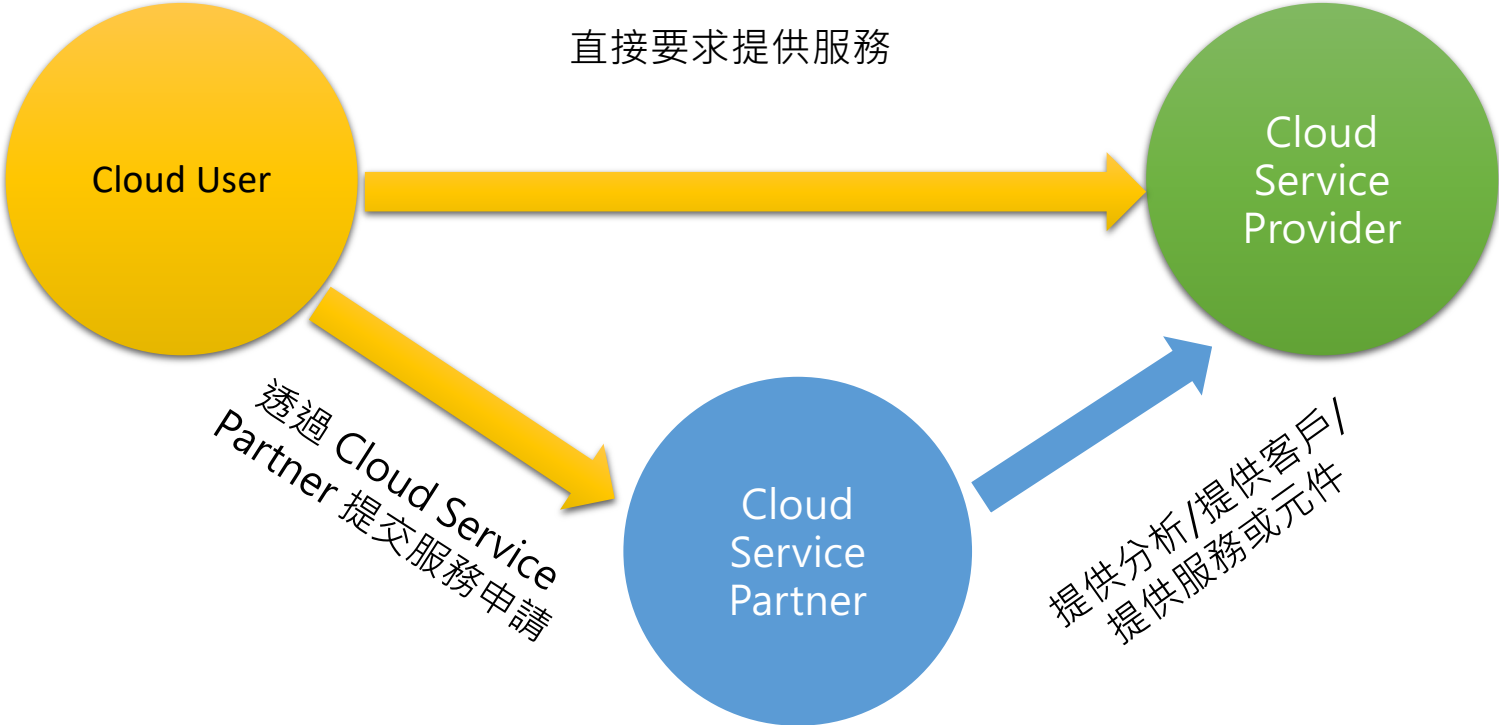 直接要求提供服務
Cloud User
Cloud
Service
Provider
透過 Cloud Service
Partner 提交服務申請
Cloud
Service
Partner
提供分析/提供客戶/
提供服務或元件